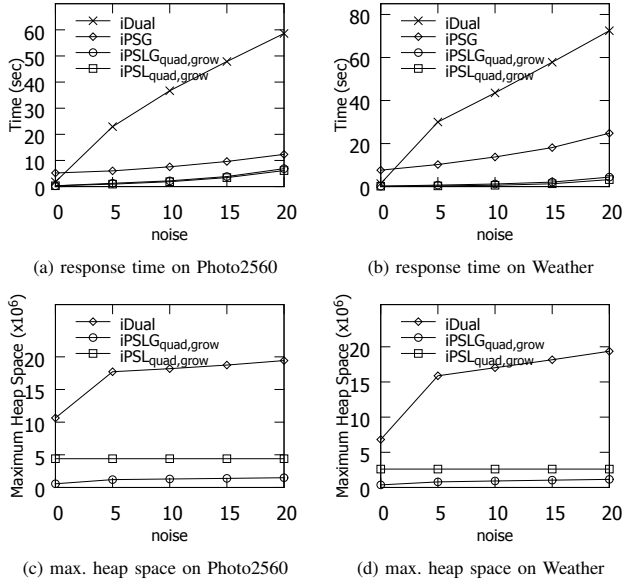 60
50
40
30
20
10
0
Time (sec)
iDual
iPSG
iPSLGquad,grow
iPSLquad,grow
0 5 10 15 20
noise
(a) response time on Photo2560
80
60
40
20
0
Time (sec)
iDual
iPSG
iPSLGquad,grow
iPSLquad,grow
0 5 10 15 20
noise
(b) response time on Weather
20
15
10
5
0
Maximum Heap Space (x10⁶)
iDual
iPSLGquad,grow
iPSLquad,grow
0 5 10 15 20
noise
(c) max. heap space on Photo2560
20
15
10
5
0
Maximum Heap Space (x10⁶)
iDual
iPSLGquad,grow
iPSLquad,grow
0 5 10 15 20
noise
(d) max. heap space on Weather